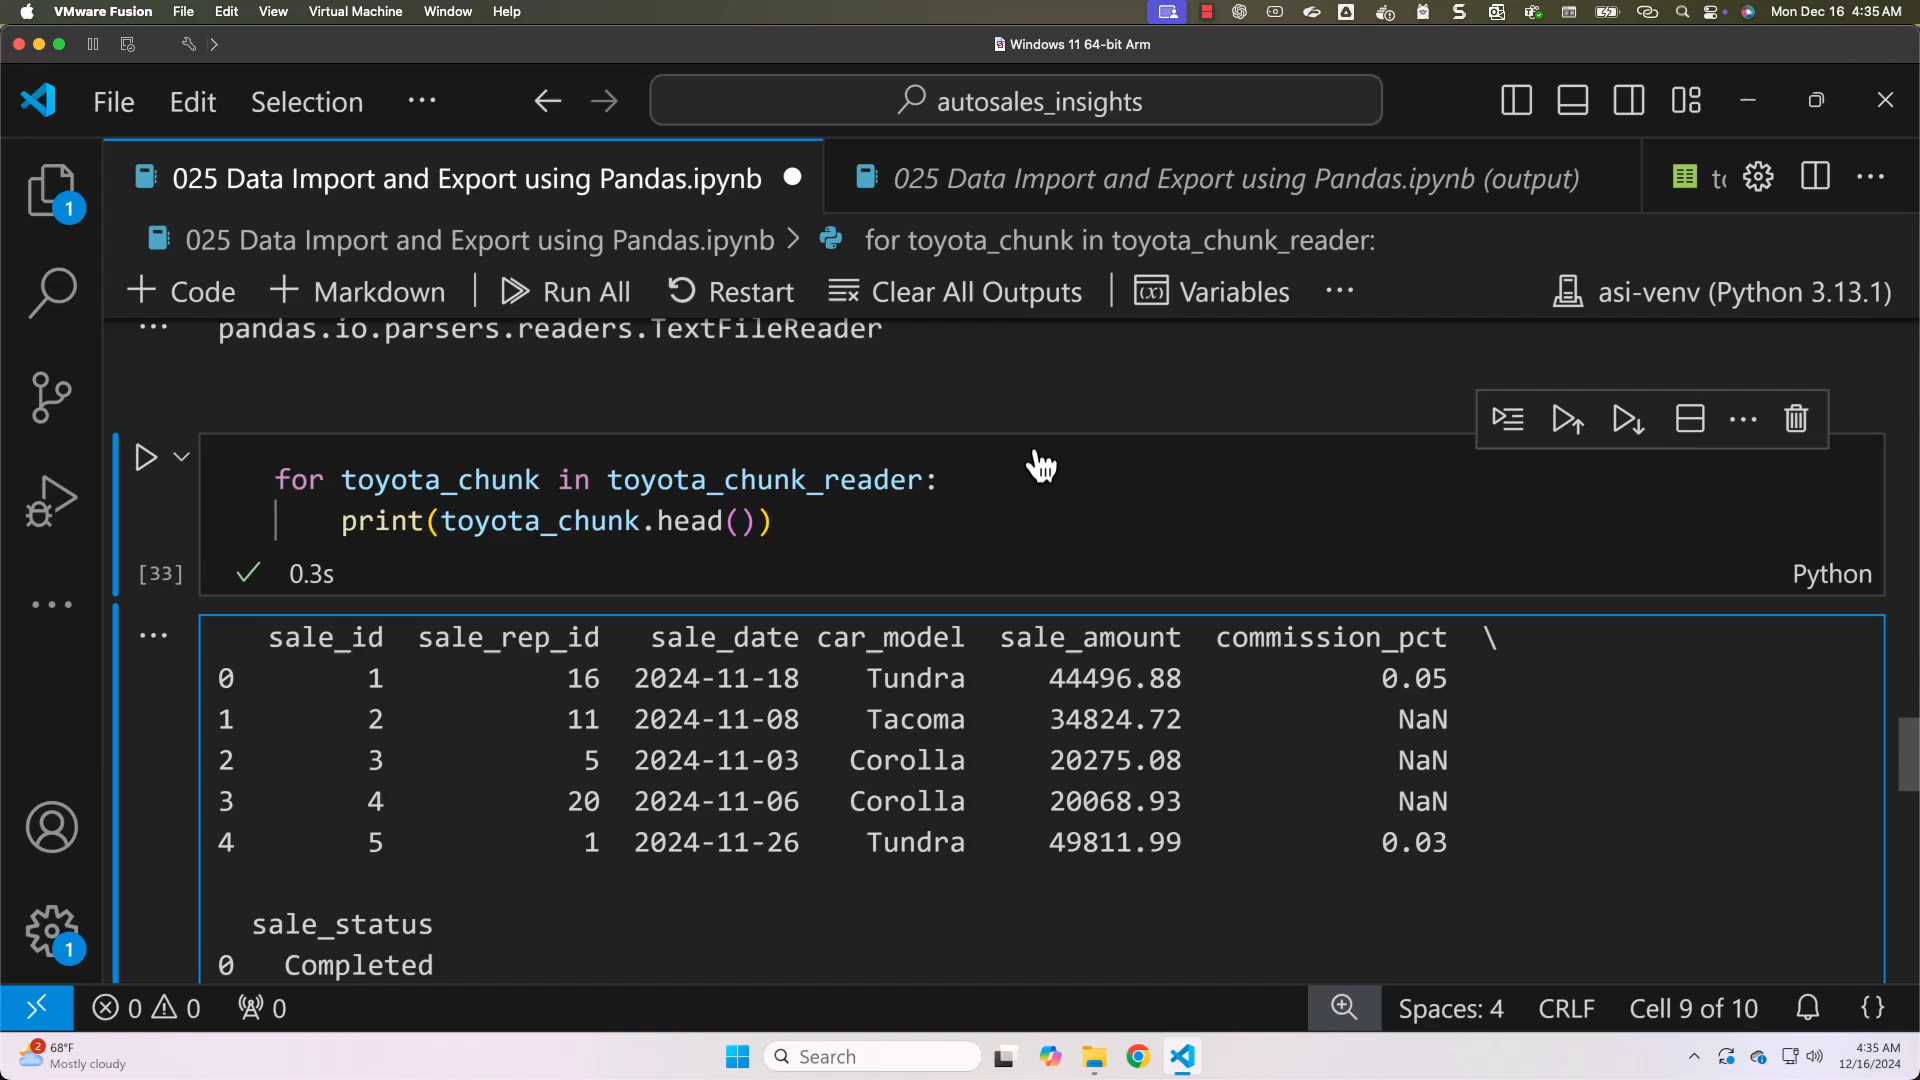 VMware Fusion File Edit View Virtual Machine Window Help Mon Dec 16 4:35 AM
Windows 11 64-bit Arm
File Edit Selection ··· autosales_insights
025 Data Import and Export using Pandas.ipynb 025 Data Import and Export using Pandas.ipynb (output) to ···
025 Data Import and Export using Pandas.ipynb > for toyota_chunk in toyota_chunk_reader:
+ Code + Markdown | Run All Restart Clear All Outputs | Variables ··· asi-venv (Python 3.13.1)
··· pandas.io.parsers.readers.TextFileReader
1
for toyota_chunk in toyota_chunk_reader:
print(toyota_chunk.head())
[33] 0.3s Python
sale_id sale_rep_id sale_date car_model sale_amount commission_pct \
0 1 16 2024-11-18 Tundra 44496.88 0.05
1 2 11 2024-11-08 Tacoma 34824.72 NaN
2 3 5 2024-11-03 Corolla 20275.08 NaN
3 4 20 2024-11-06 Corolla 20068.93 NaN
4 5 1 2024-11-26 Tundra 49811.99 0.03
sale_status
0 Completed
1
0 0 0 Spaces: 4 CRLF Cell 9 of 10 {}
2 68°F
Mostly cloudy
Search
4:35 AM
12/16/2024